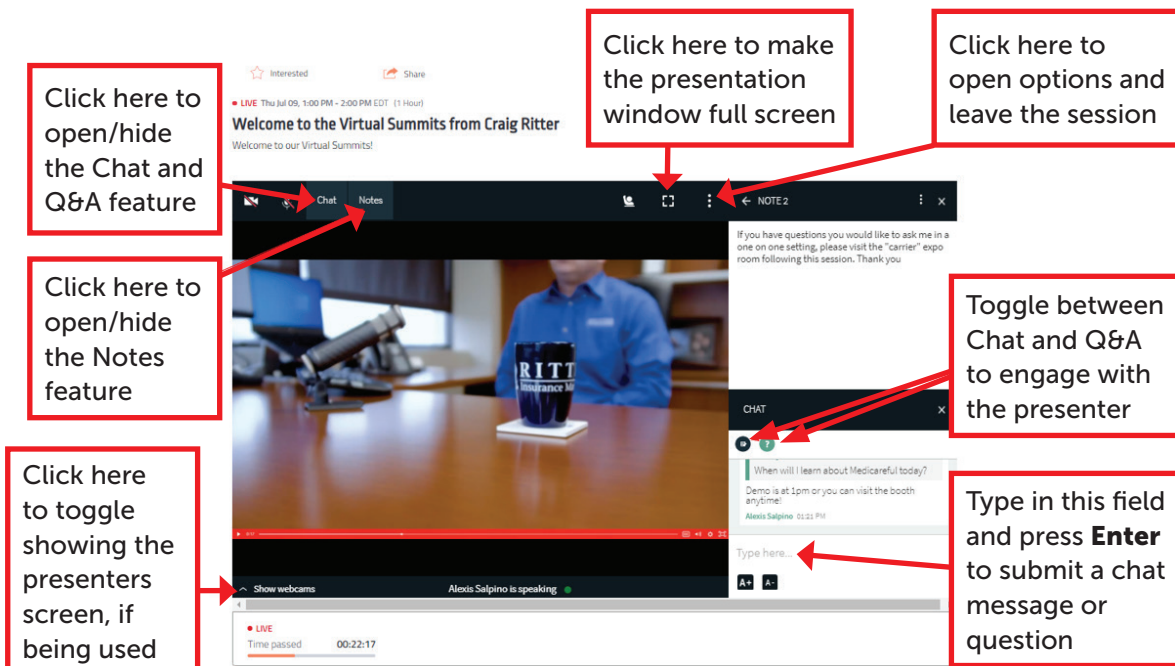 Click here to make
the presentation
window full screen
Click here to
open options and
leave the session
Click here to
open/hide
the Chat and
Q&A feature
Interested
Share
LIVE Thu Jul 09, 1:00 PM - 2:00 PM EDT (1 Hour)
Welcome to the Virtual Summits from Craig Ritter
Welcome to our Virtual Summits!
Chat Notes
NOTE 2
If you have questions you would like to ask me in a
one on one setting, please visit the "carrier" expo
room following this session. Thank you
Click here to
open/hide
the Notes
feature
RITT
Insurance
Toggle between
Chat and Q&A
to engage with
the presenter
CHAT
?
When will I learn about Medicareful today?
Demo is at 1pm or you can visit the booth
anytime!
Alexis Salpino 01:21 PM
Type here...
A+ A-
Type in this field
and press Enter
to submit a chat
message or
question
Click here
to toggle
showing the
presenters
screen, if
being used
Show webcams
Alexis Salpino is speaking
LIVE
Time passed 00:22:17